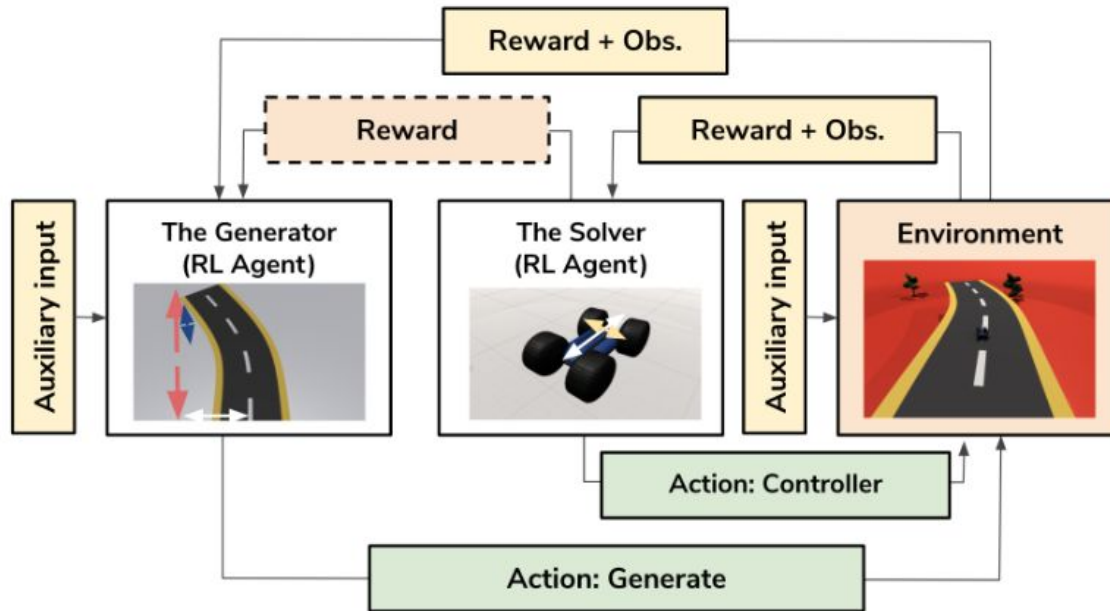 Reward + Obs.
Reward
Reward + Obs.
Auxiliary input
The Generator
(RL Agent)
The Solver
(RL Agent)
Auxiliary input
Environment
Action: Controller
Action: Generate